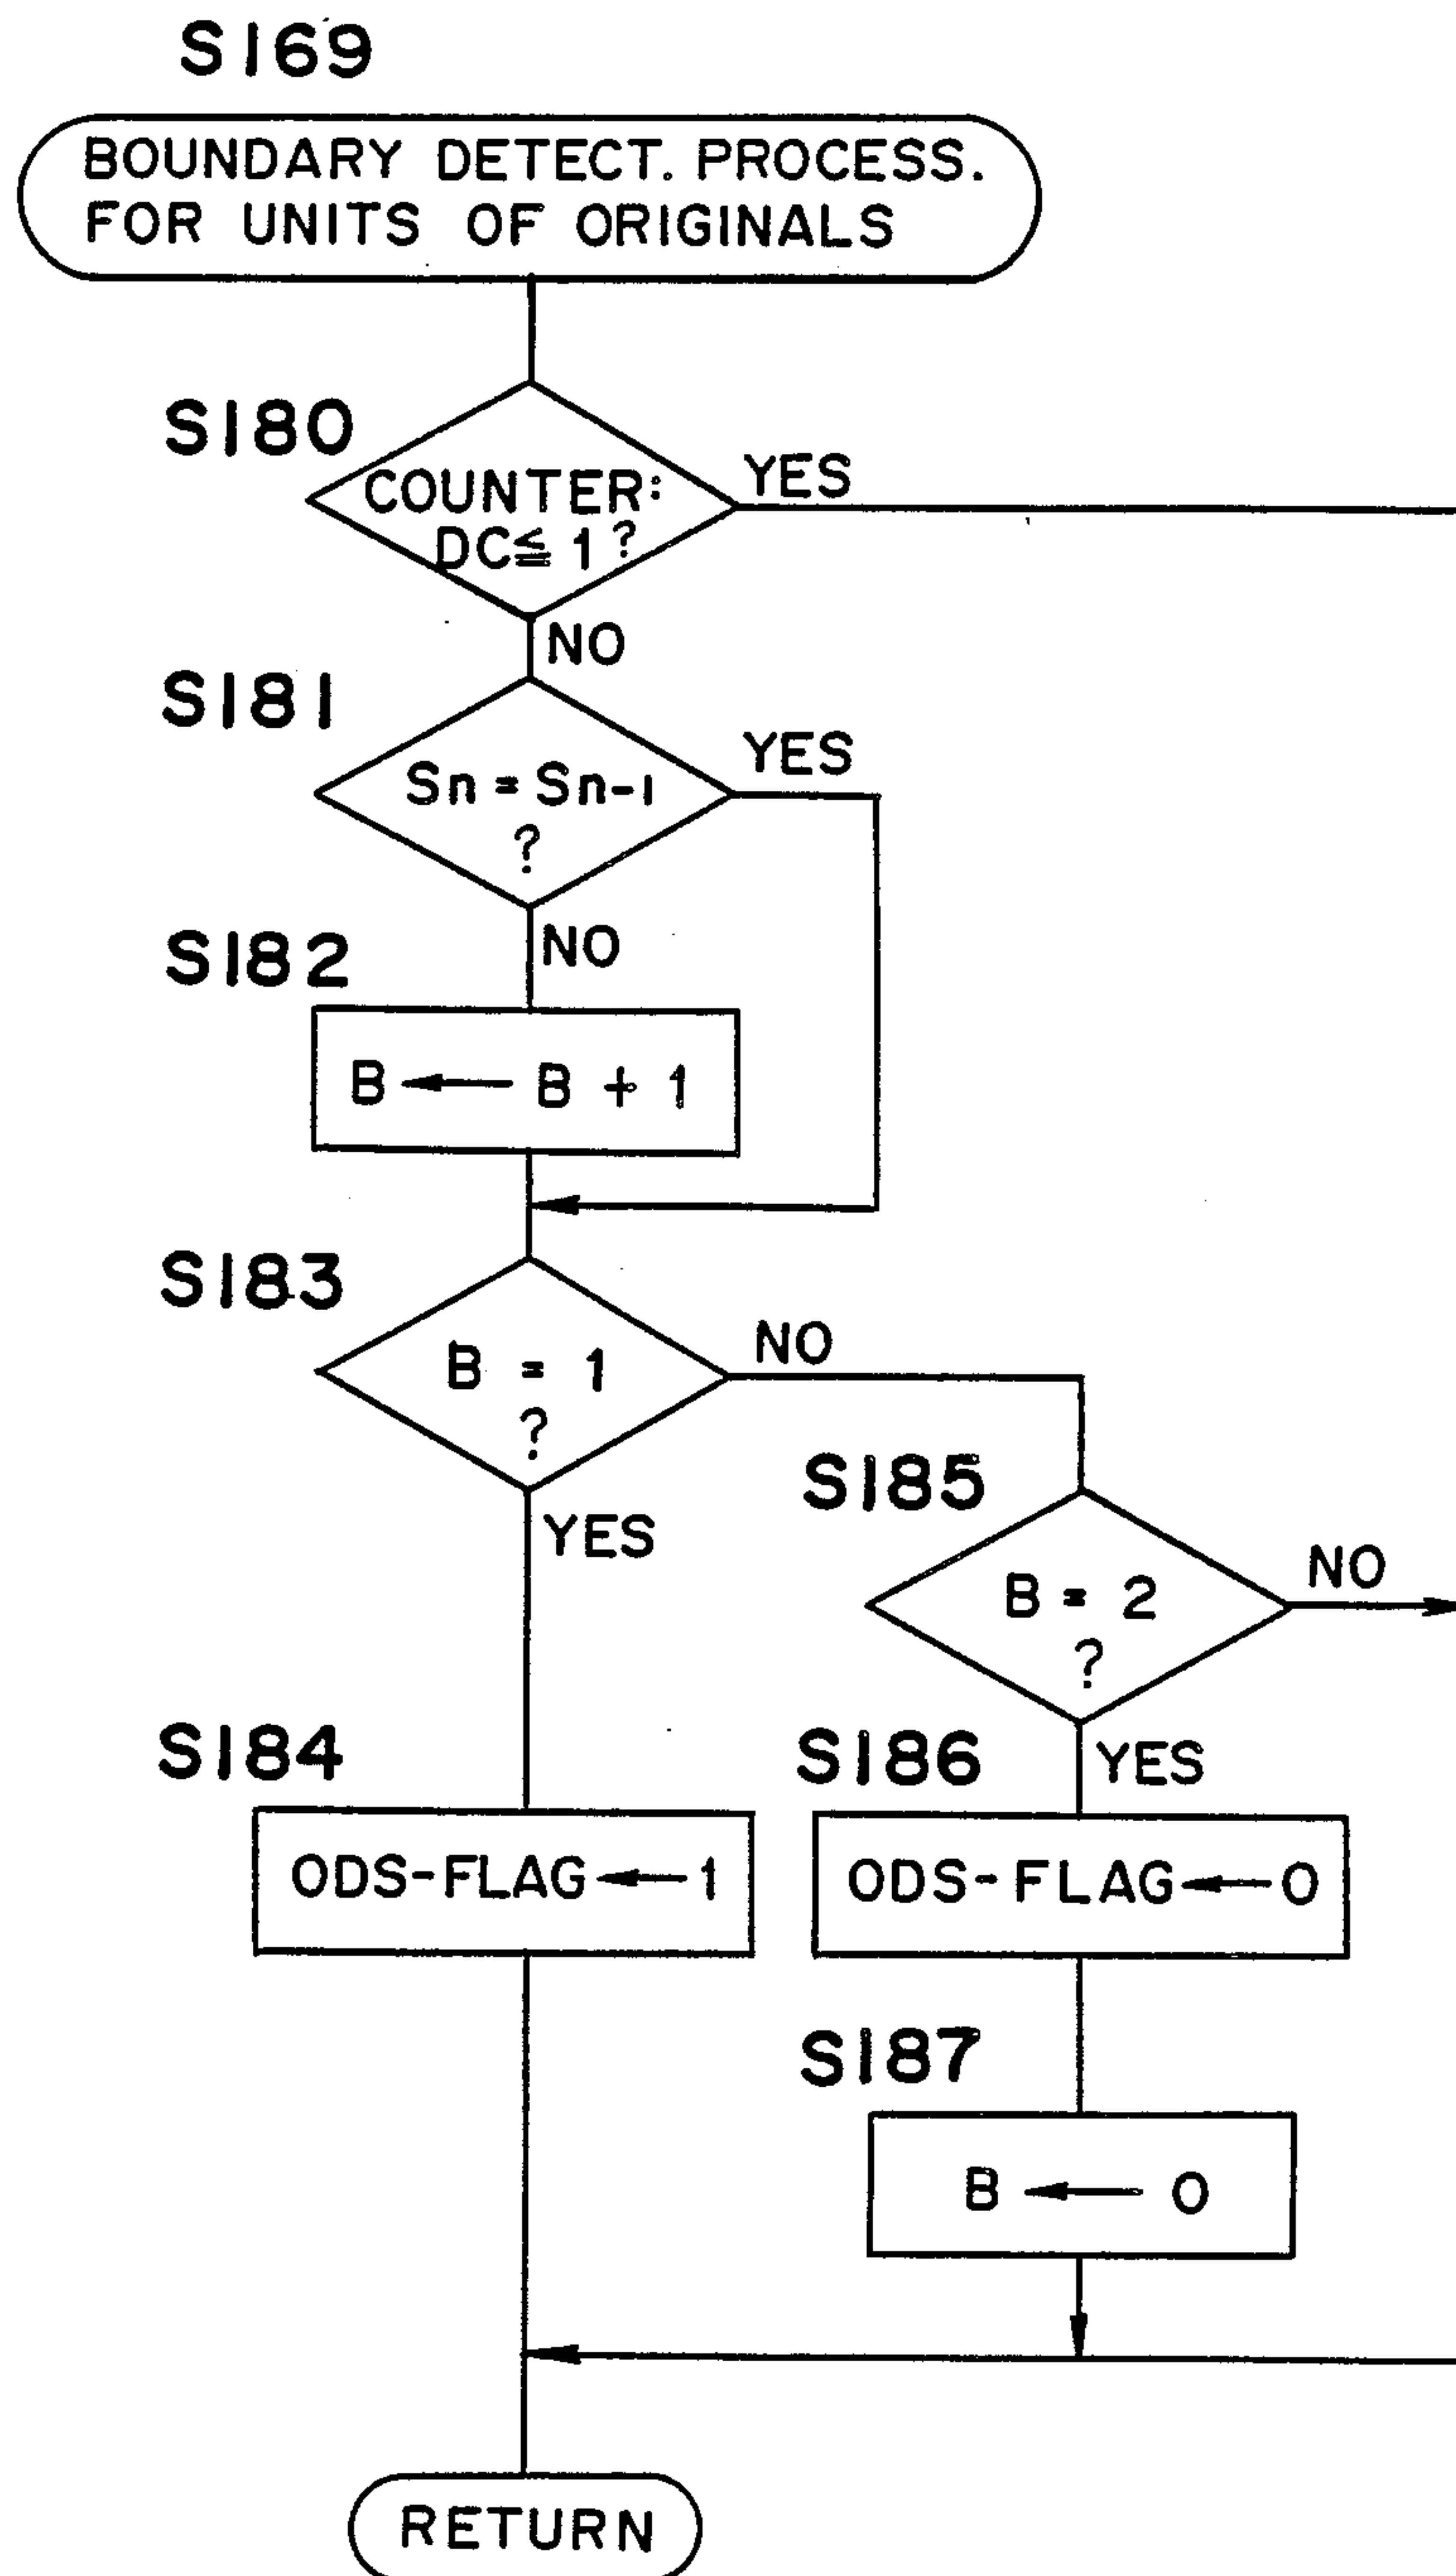 S169
BOUNDARY DETECT. PROCESS.
FOR UNITS OF ORIGINALS
S180
COUNTER:
DC≦1?
YES
NO
S181
Sn = Sn-1
?
YES
NO
S182
B ← B + 1
S183
B = 1
?
NO
YES
S185
B = 2
?
NO
YES
S184
ODS-FLAG ← 1
S186
ODS-FLAG ← 0
S187
B ← 0
RETURN